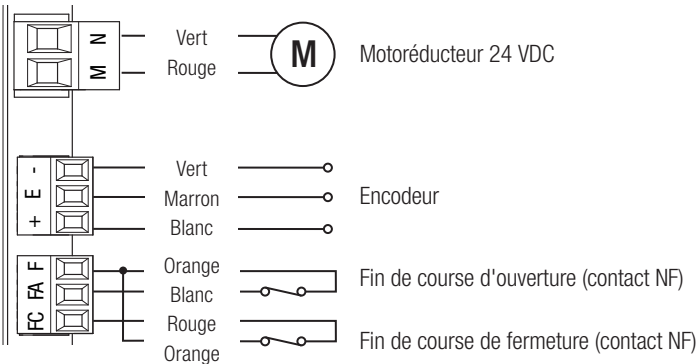 N Vert M Motoréducteur 24 VDC
M Rouge
- Vert
E Marron Encodeur
+ Blanc
F Orange
Fin de course d'ouverture (contact NF)
FA Blanc
FC Rouge
Fin de course de fermeture (contact NF)
Orange